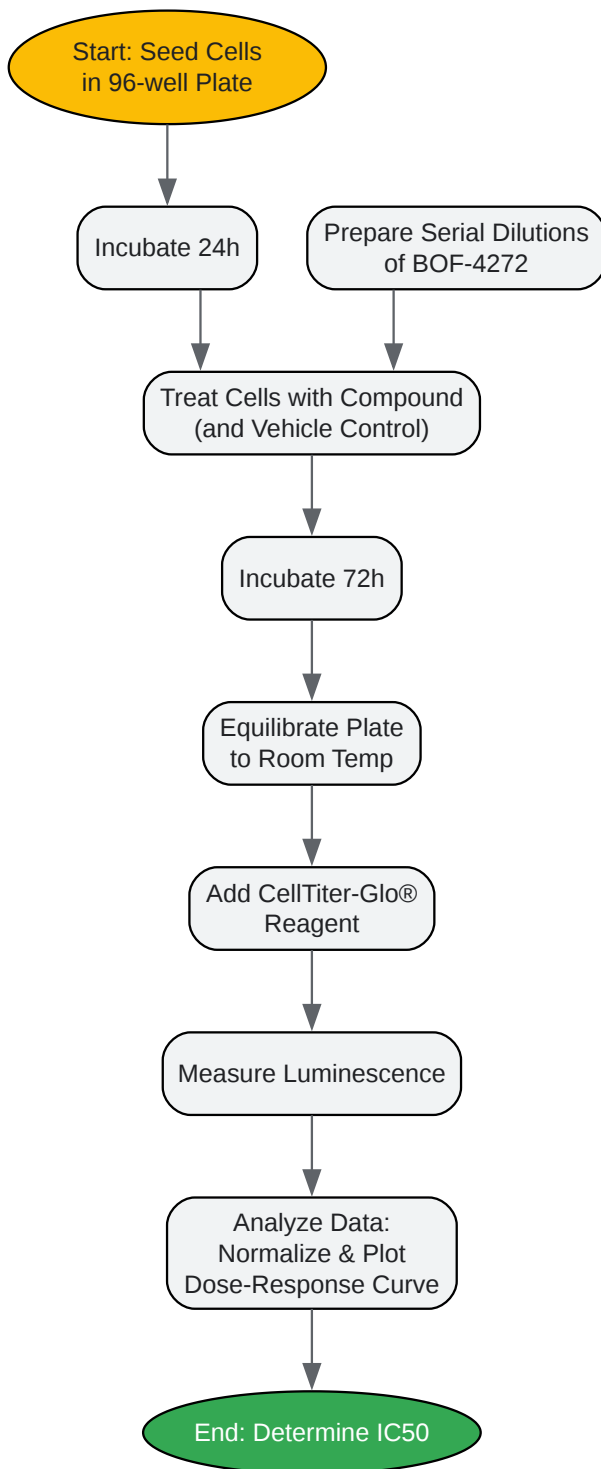 Start: Seed Cells
in 96-well Plate
Incubate 24h
Prepare Serial Dilutions
of BOF-4272
Treat Cells with Compound
(and Vehicle Control)
Incubate 72h
Equilibrate Plate
to Room Temp
Add CellTiter-Glo®
Reagent
Measure Luminescence
Analyze Data:
Normalize & Plot
Dose-Response Curve
End: Determine IC50